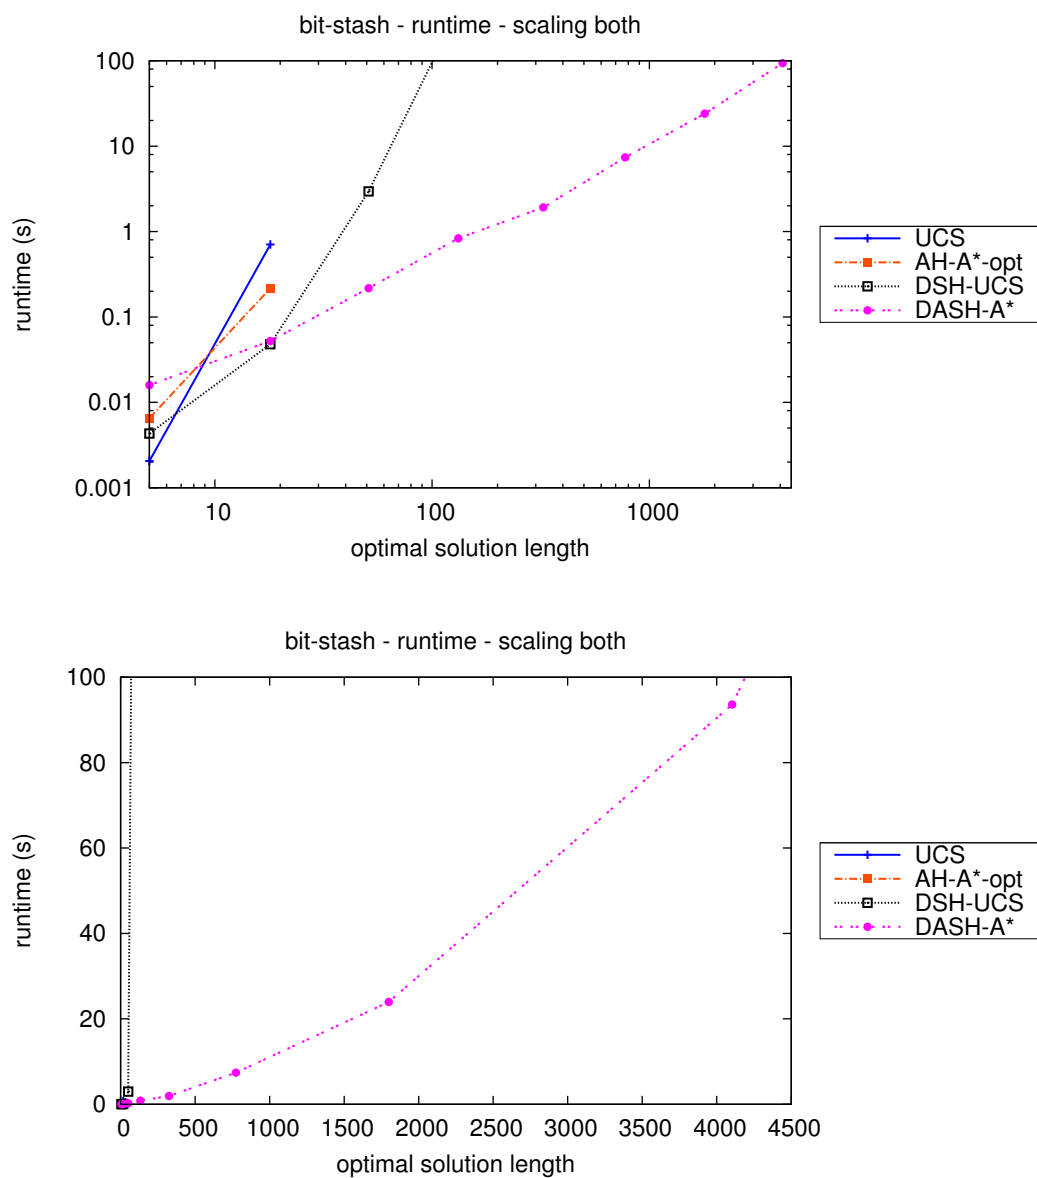 bit-stash - runtime - scaling both
100
10
1
0.1
0.01
0.001
runtime (s)
10 100 1000
optimal solution length
UCS
AH-A*-opt
DSH-UCS
DASH-A*
bit-stash - runtime - scaling both
100
80
60
40
20
0
runtime (s)
0 500 1000 1500 2000 2500 3000 3500 4000 4500
optimal solution length
UCS
AH-A*-opt
DSH-UCS
DASH-A*